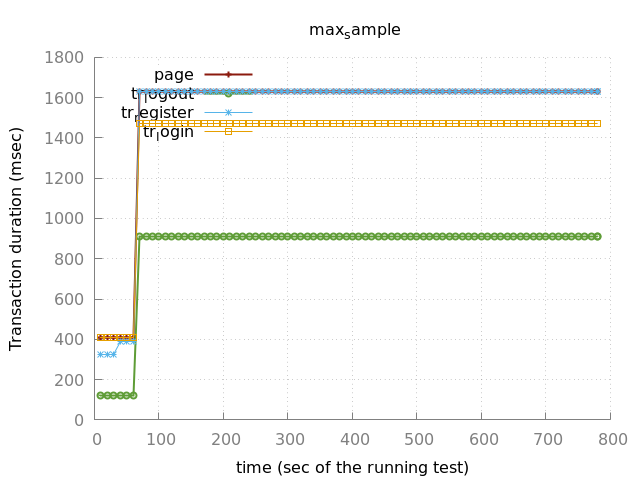 max_sample
1800
1600
1400
1200
1000
800
600
400
200
0
Transaction duration (msec)
page
tr_logout
tr_register
tr_login
0 100 200 300 400 500 600 700 800
time (sec of the running test)